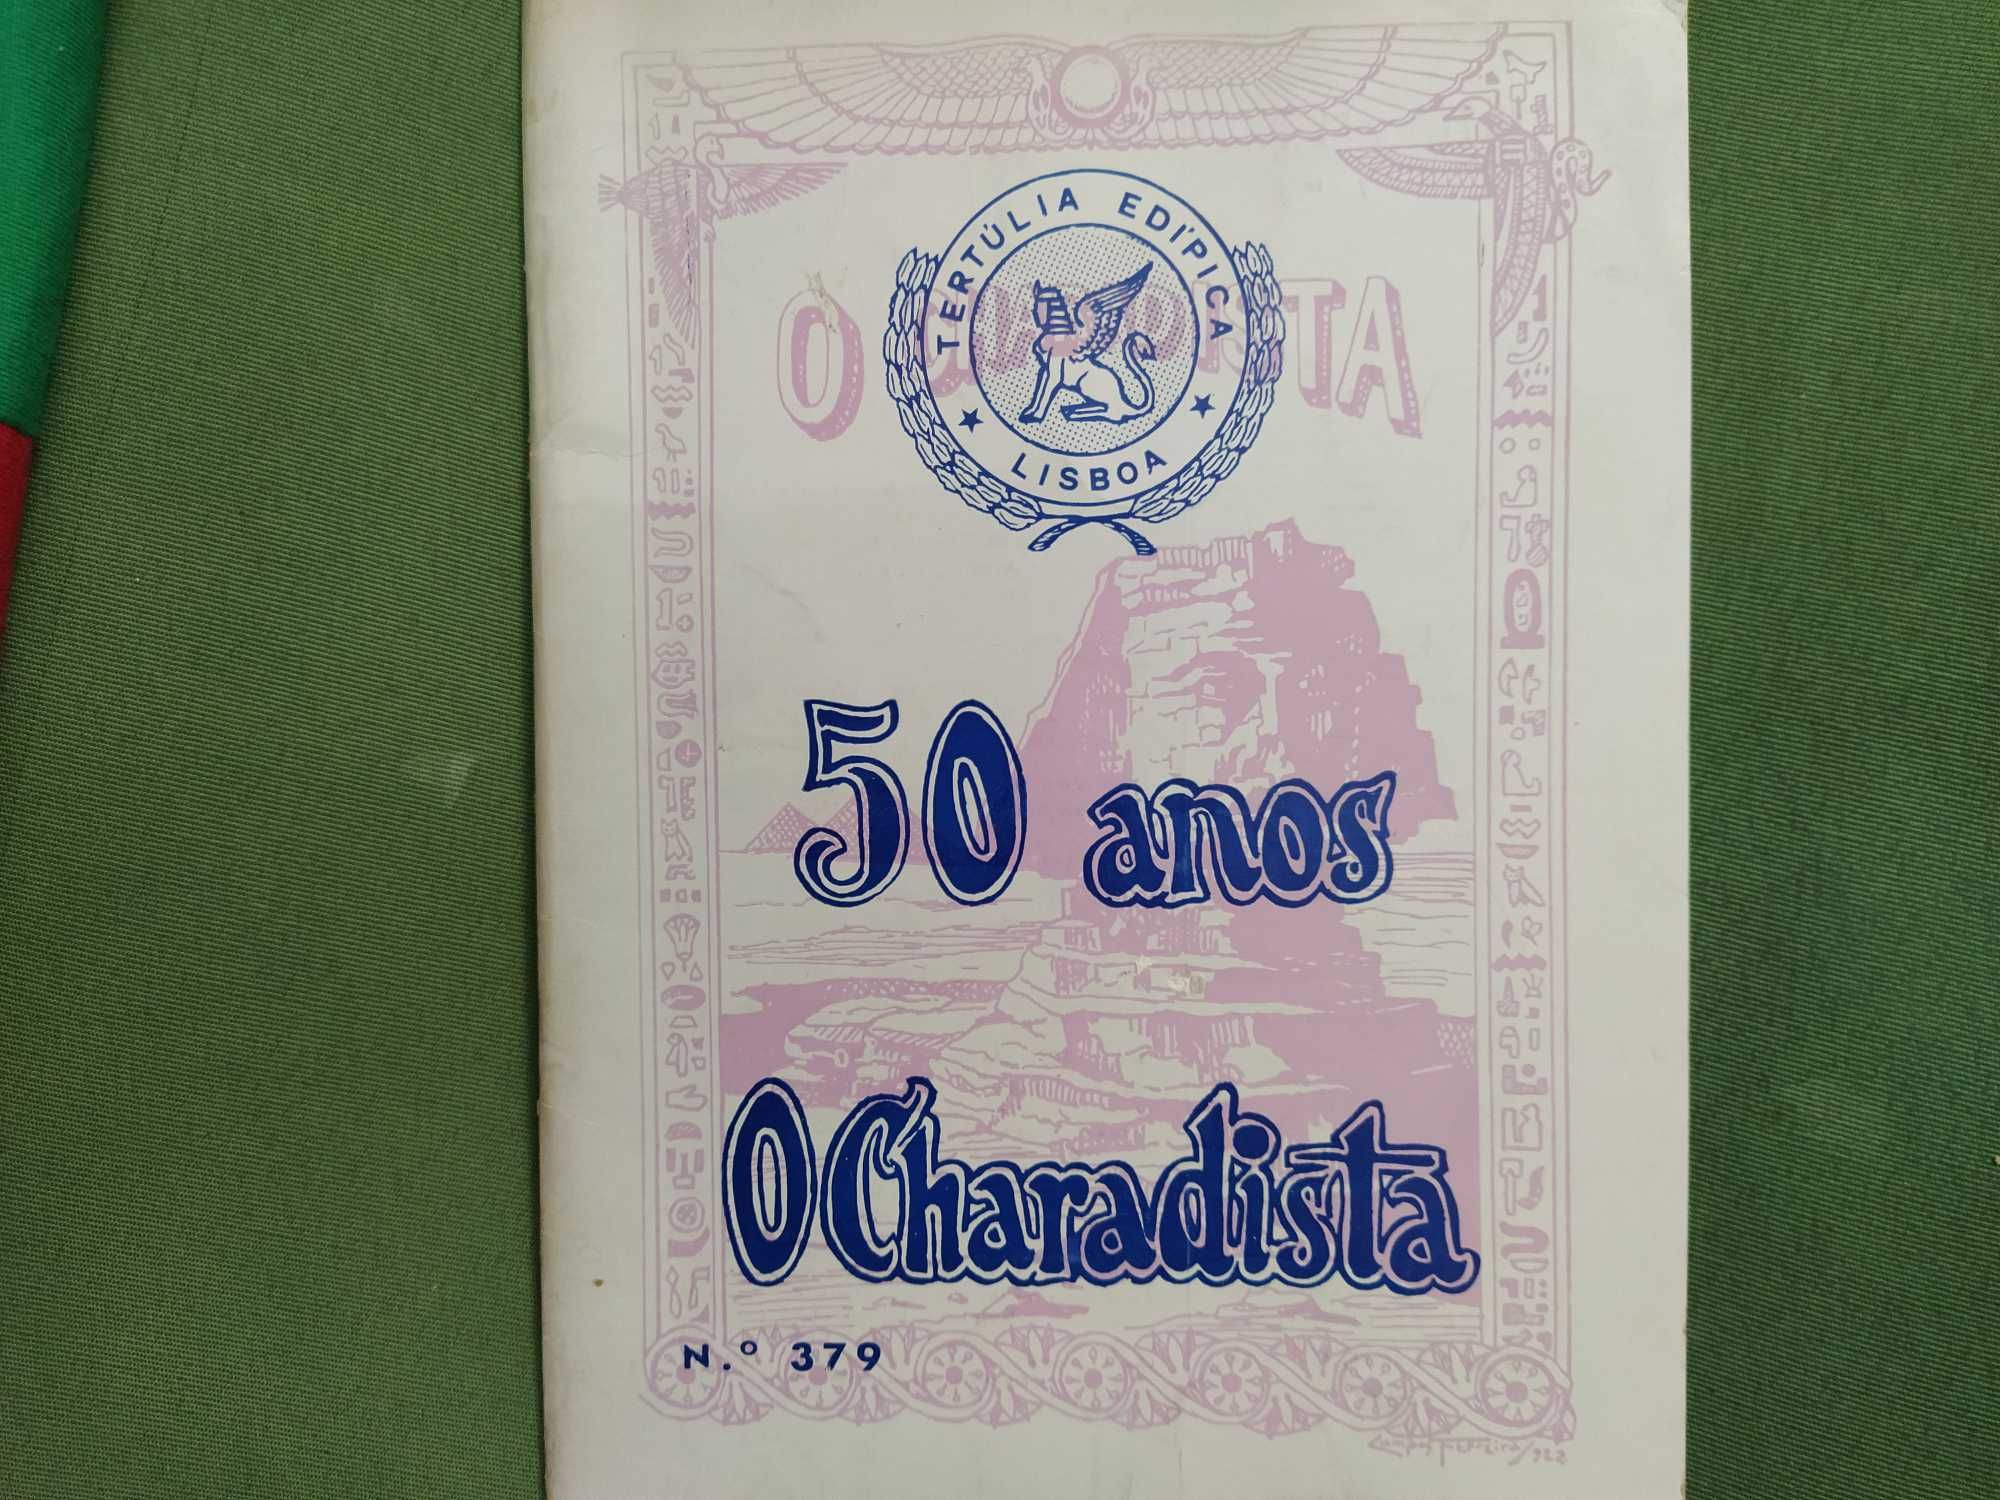 TERTÚLIA EDÍPICA
LISBOA
50 anos
O Charadista
N.º 379